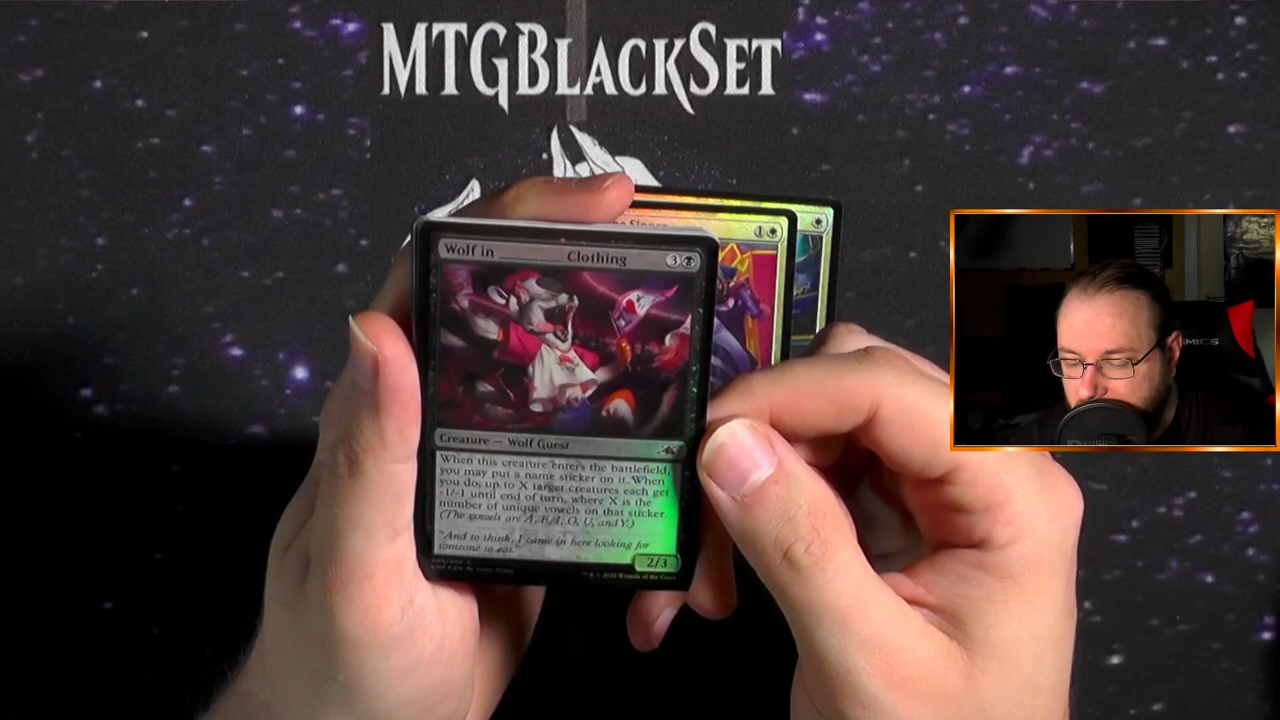 MTGBLACKSET
Wolf in ________ Clothing 3
1
Creature — Wolf Guest
When this creature enters the battlefield,
you may put a name sticker on it. When
you do, up to X target creatures each get
-1/-1 until end of turn, where X is the
number of unique vowels on that sticker.
(The vowels are A, E, I, O, U, and Y.)
"And to think, I came in here looking for
someone to eat."
2/3